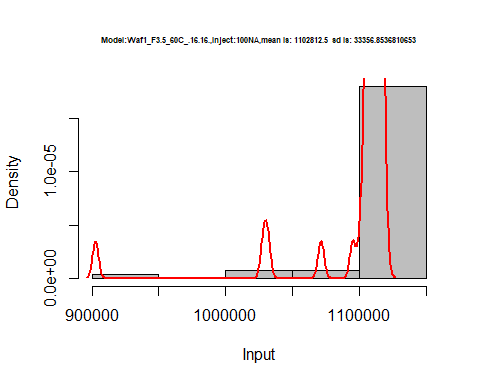 Model:Waf1_F3.5_60C_.16.16.,Inject:100NA,mean is: 1102812.5 sd is: 33356.8536810653
Density
1.0e-05
0.0e+00
900000 1000000 1100000
Input